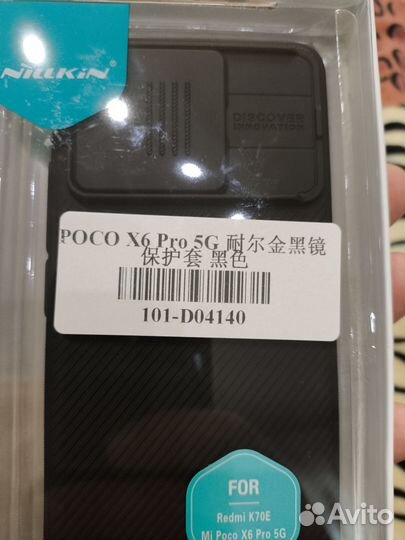 NILLKIN
DISCOVER
INNOVATION
POCO X6 Pro 5G 耐尔金黑镜
保护套 黑色
101-D04140
FOR
Redmi K70E
Mi Poco X6 Pro 5G
Avito